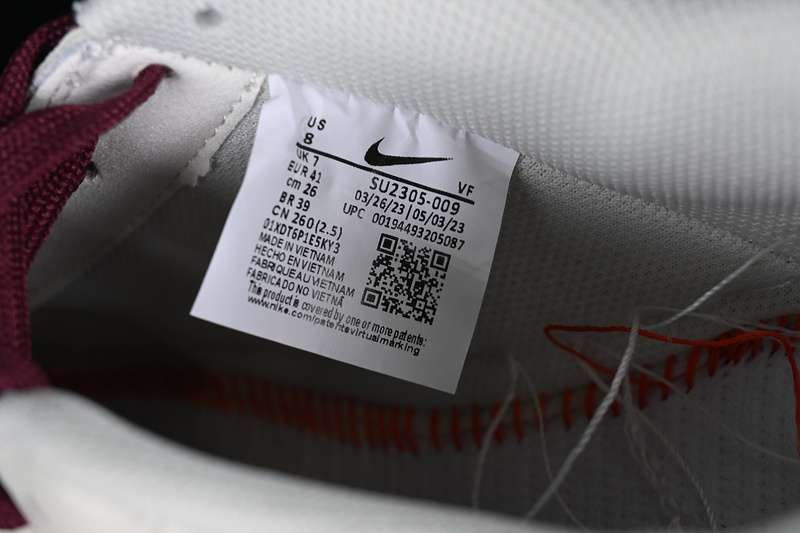 US
8
UK 7
EUR 41
cm 26
BR 39
CN 260 (2.5)
01XDT6P1E5KY3
MADE IN VIETNAM
HECHO EN VIETNAM
FABRIQUE AU VIETNAM
FABRICADO NO VIETNÃ
This product is covered by one or more patents:
www.nike.com/patentsvirtualmarking
VF
SU2305-009
03/26/23 | 05/03/23
UPC 00194493205087